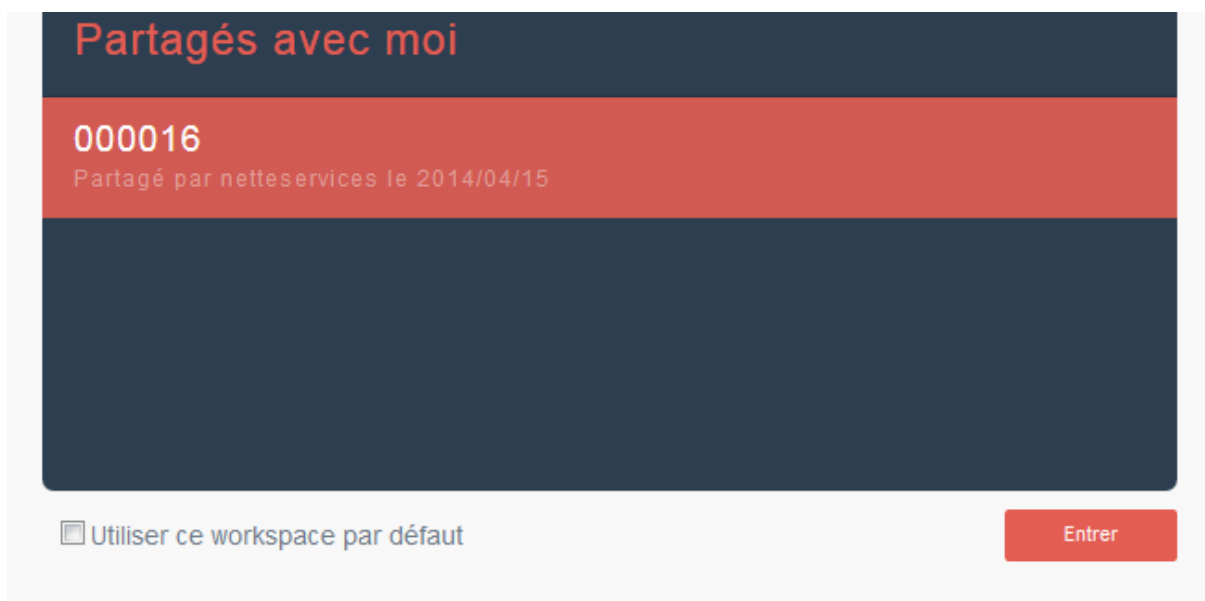 Partagés avec moi
000016
Partagé par netteservices le 2014/04/15
Utiliser ce workspace par défaut
Entrer